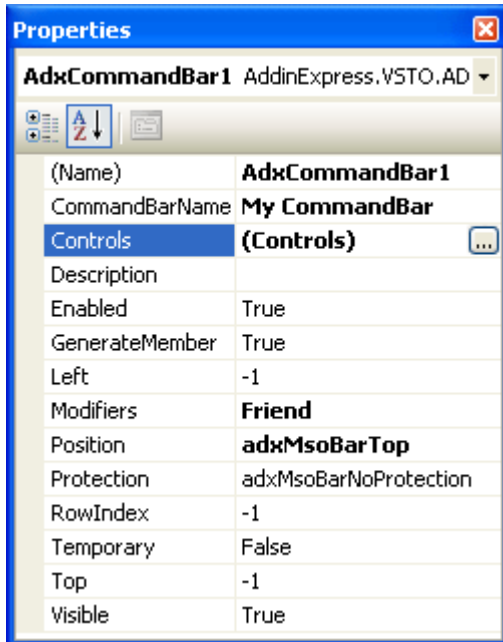 Properties
AdxCommandBar1 AddinExpress.VSTO.AD
A
Z
(Name) AdxCommandBar1
CommandBarName My CommandBar
Controls (Controls) ...
Description
Enabled True
GenerateMember True
Left -1
Modifiers Friend
Position adxMsoBarTop
Protection adxMsoBarNoProtection
RowIndex -1
Temporary False
Top -1
Visible True